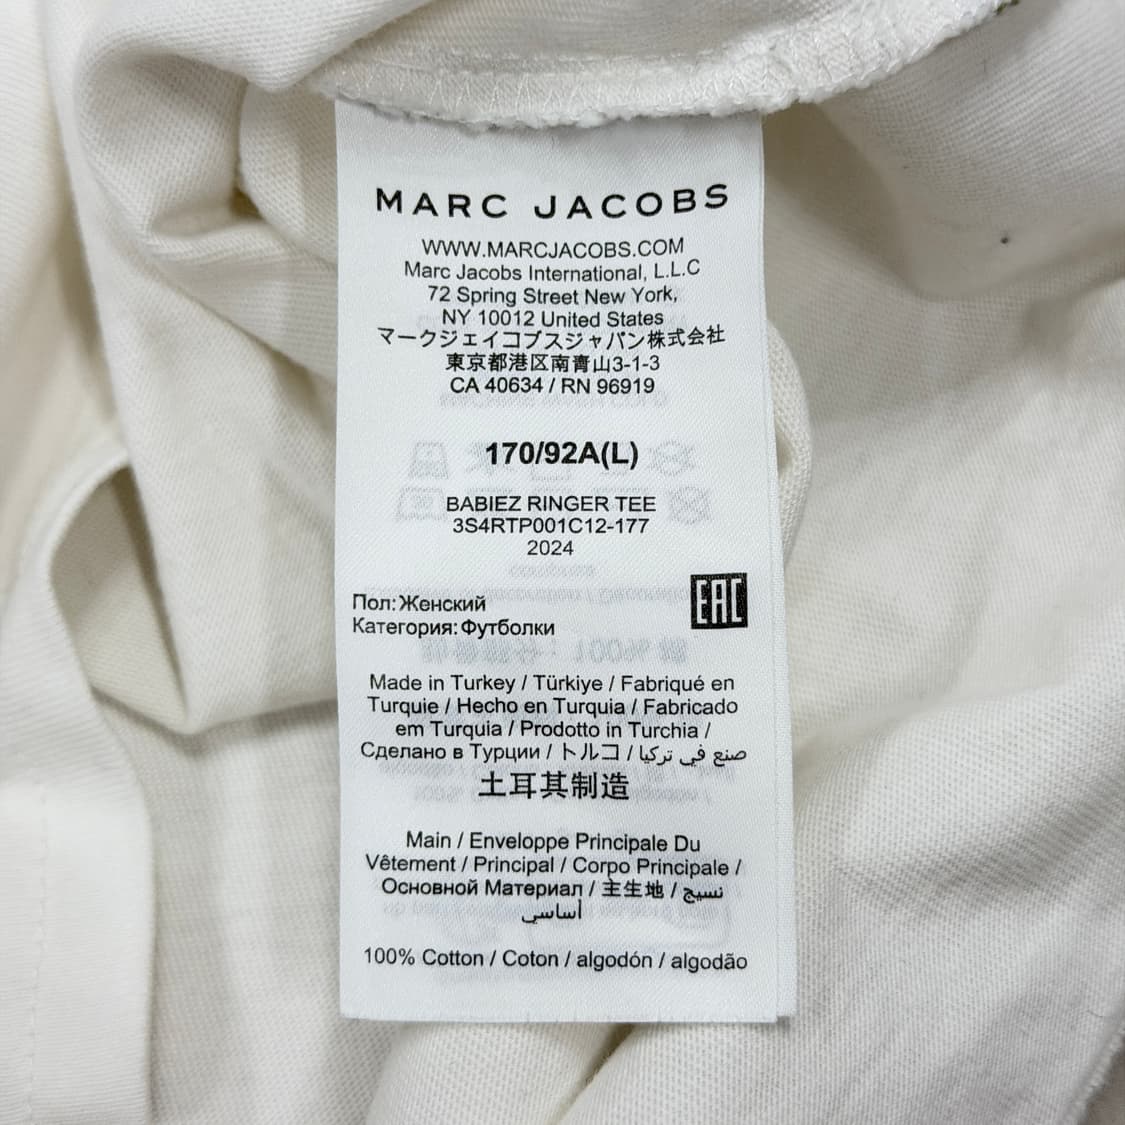 MARC JACOBS
WWW.MARCJACOBS.COM
Marc Jacobs International, L.L.C
72 Spring Street New York,
NY 10012 United States
マークジェイコブスジャパン株式会社
東京都港区南青山3-1-3
CA 40634 / RN 96919
170/92A(L)
BABIEZ RINGER TEE
3S4RTP001C12-177
2024
EAC
Пол: Женский
Категория: Футболки
Made in Turkey / Türkiye / Fabriqué en
Turquie / Hecho en Turquia / Fabricado
em Turquia / Prodotto in Turchia /
Сделано в Турции / トルコ / صنع في تركيا
土耳其制造
Main / Enveloppe Principale Du
Vêtement / Principal / Corpo Principale /
Основной Материал / 主生地 / نسيج
أساسي
100% Cotton / Coton / algodón / algodão